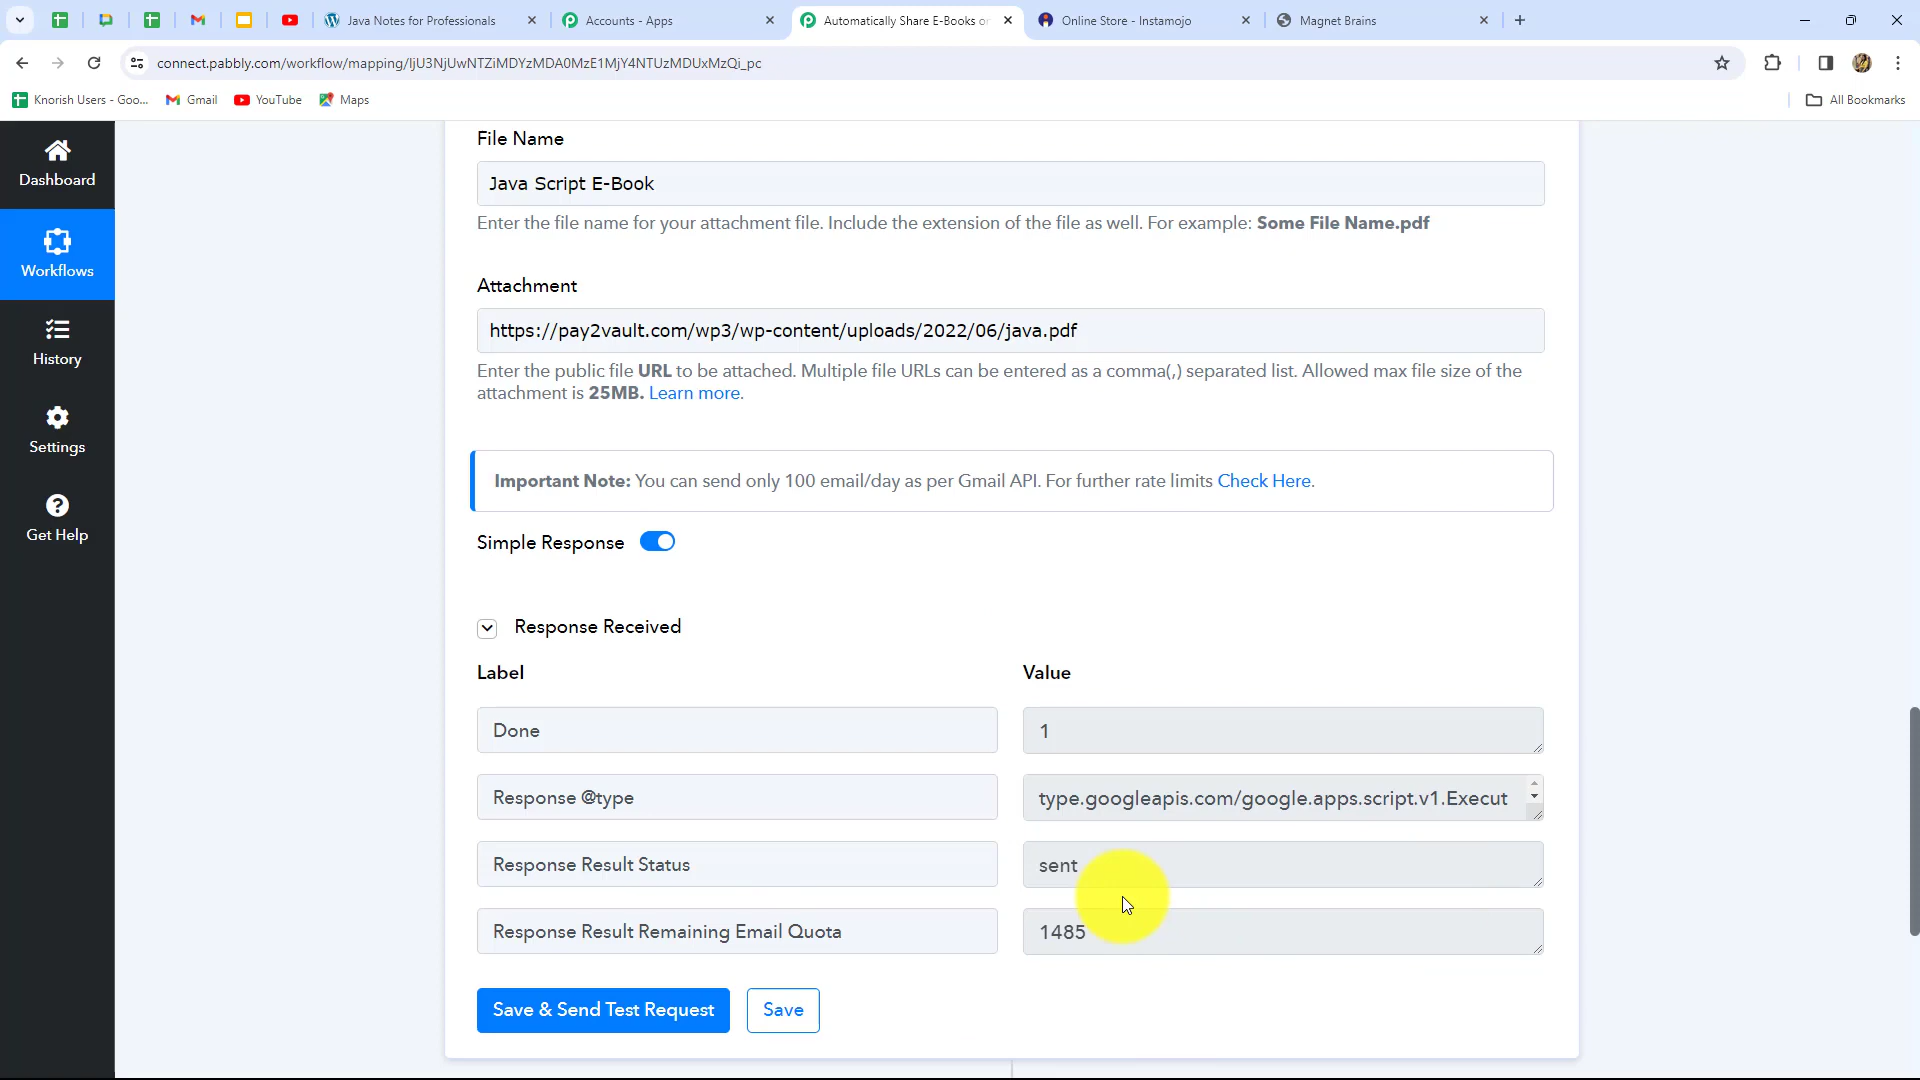 Java Notes for Professionals
Accounts - Apps
Automatically Share E-Books or
Online Store - Instamojo
Magnet Brains
connect.pabbly.com/workflow/mapping/IjU3NjUwNTZiMDYzMDA0MzE1MjY4NTUzMDUxMzQi_pc
Knorish Users - Goo...
Gmail
YouTube
Maps
All Bookmarks
Dashboard
Workflows
History
Settings
Get Help
File Name
Java Script E-Book
Enter the file name for your attachment file. Include the extension of the file as well. For example: Some File Name.pdf
Attachment
https://pay2vault.com/wp3/wp-content/uploads/2022/06/java.pdf
Enter the public file URL to be attached. Multiple file URLs can be entered as a comma(,) separated list. Allowed max file size of the
attachment is 25MB. Learn more.
Important Note: You can send only 100 email/day as per Gmail API. For further rate limits Check Here.
Simple Response
Response Received
Label
Value
Done
1
Response @type
type.googleapis.com/google.apps.script.v1.Execut
Response Result Status
sent
Response Result Remaining Email Quota
1485
Save & Send Test Request
Save